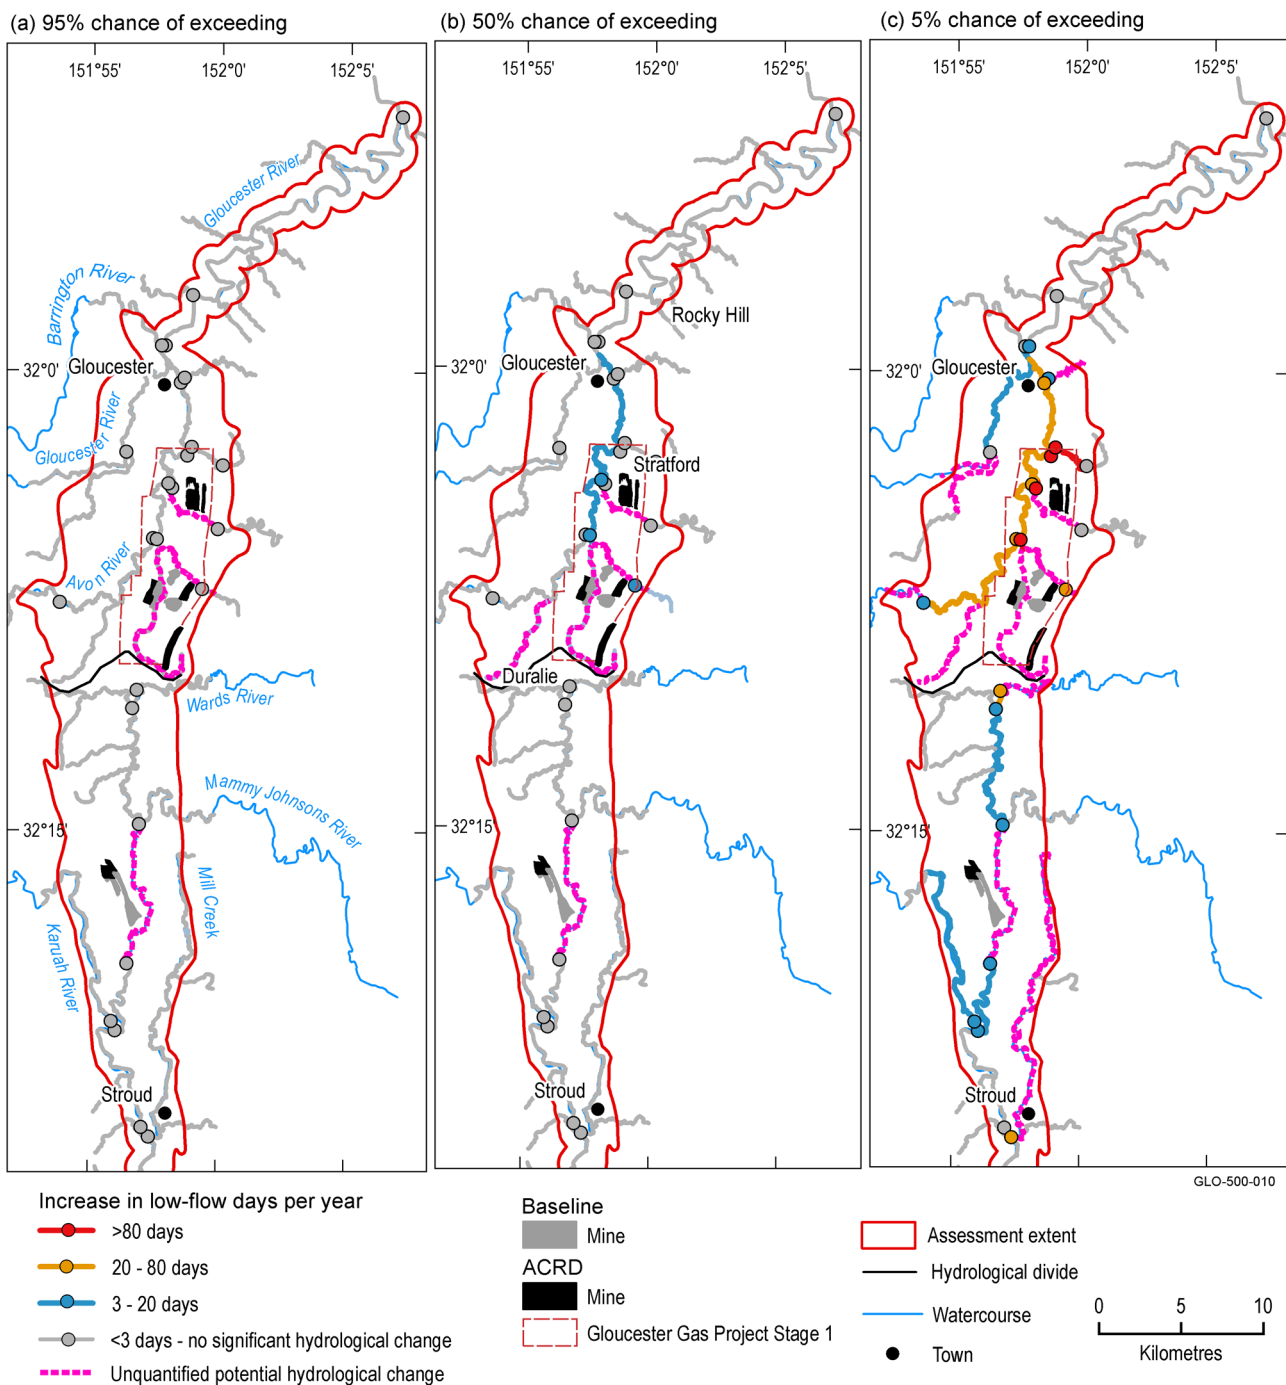 (a) 95% chance of exceeding
(b) 50% chance of exceeding
(c) 5% chance of exceeding
151°55'
152°0'
152°5'
151°55'
152°0'
152°5'
151°55'
152°0'
152°5'
Gloucester River
Barrington River
Gloucester
32°0'
Gloucester River
Avon River
Wards River
Mammy Johnsons River
32°15'
Mill Creek
Karuah River
Stroud
Rocky Hill
Gloucester
32°0'
Stratford
Duralie
32°15'
Stroud
Gloucester
32°0'
32°15'
Stroud
GLO-500-010
Increase in low-flow days per year
>80 days
20 - 80 days
3 - 20 days
<3 days - no significant hydrological change
Unquantified potential hydrological change
Baseline
Mine
ACRD
Mine
Gloucester Gas Project Stage 1
Assessment extent
Hydrological divide
Watercourse
Town
0 5 10
Kilometres